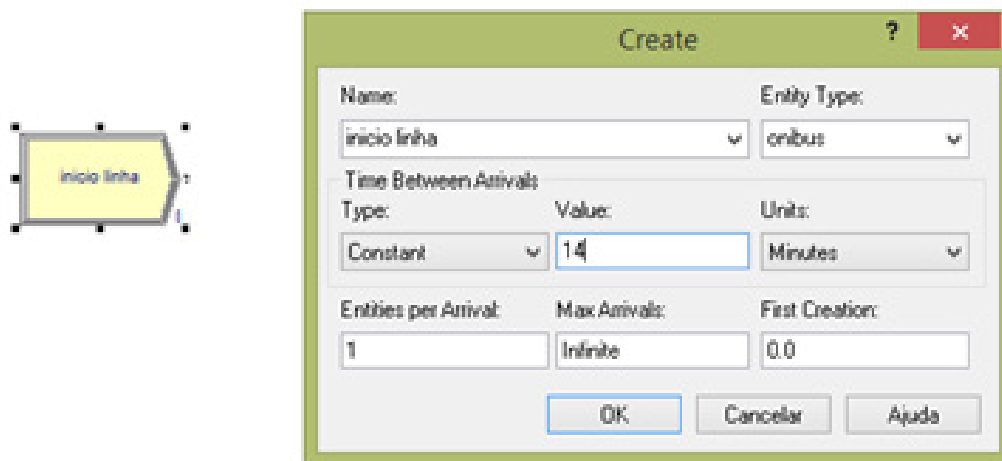 inicio linha
Create
?
×
Name:
Entity Type:
inicio linha
onibus
Time Between Arrivals
Type:
Value:
Units:
Constant
14
Minutes
Entities per Arrival:
Max Arrivals:
First Creation:
1
Infinite
0.0
OK
Cancelar
Ajuda